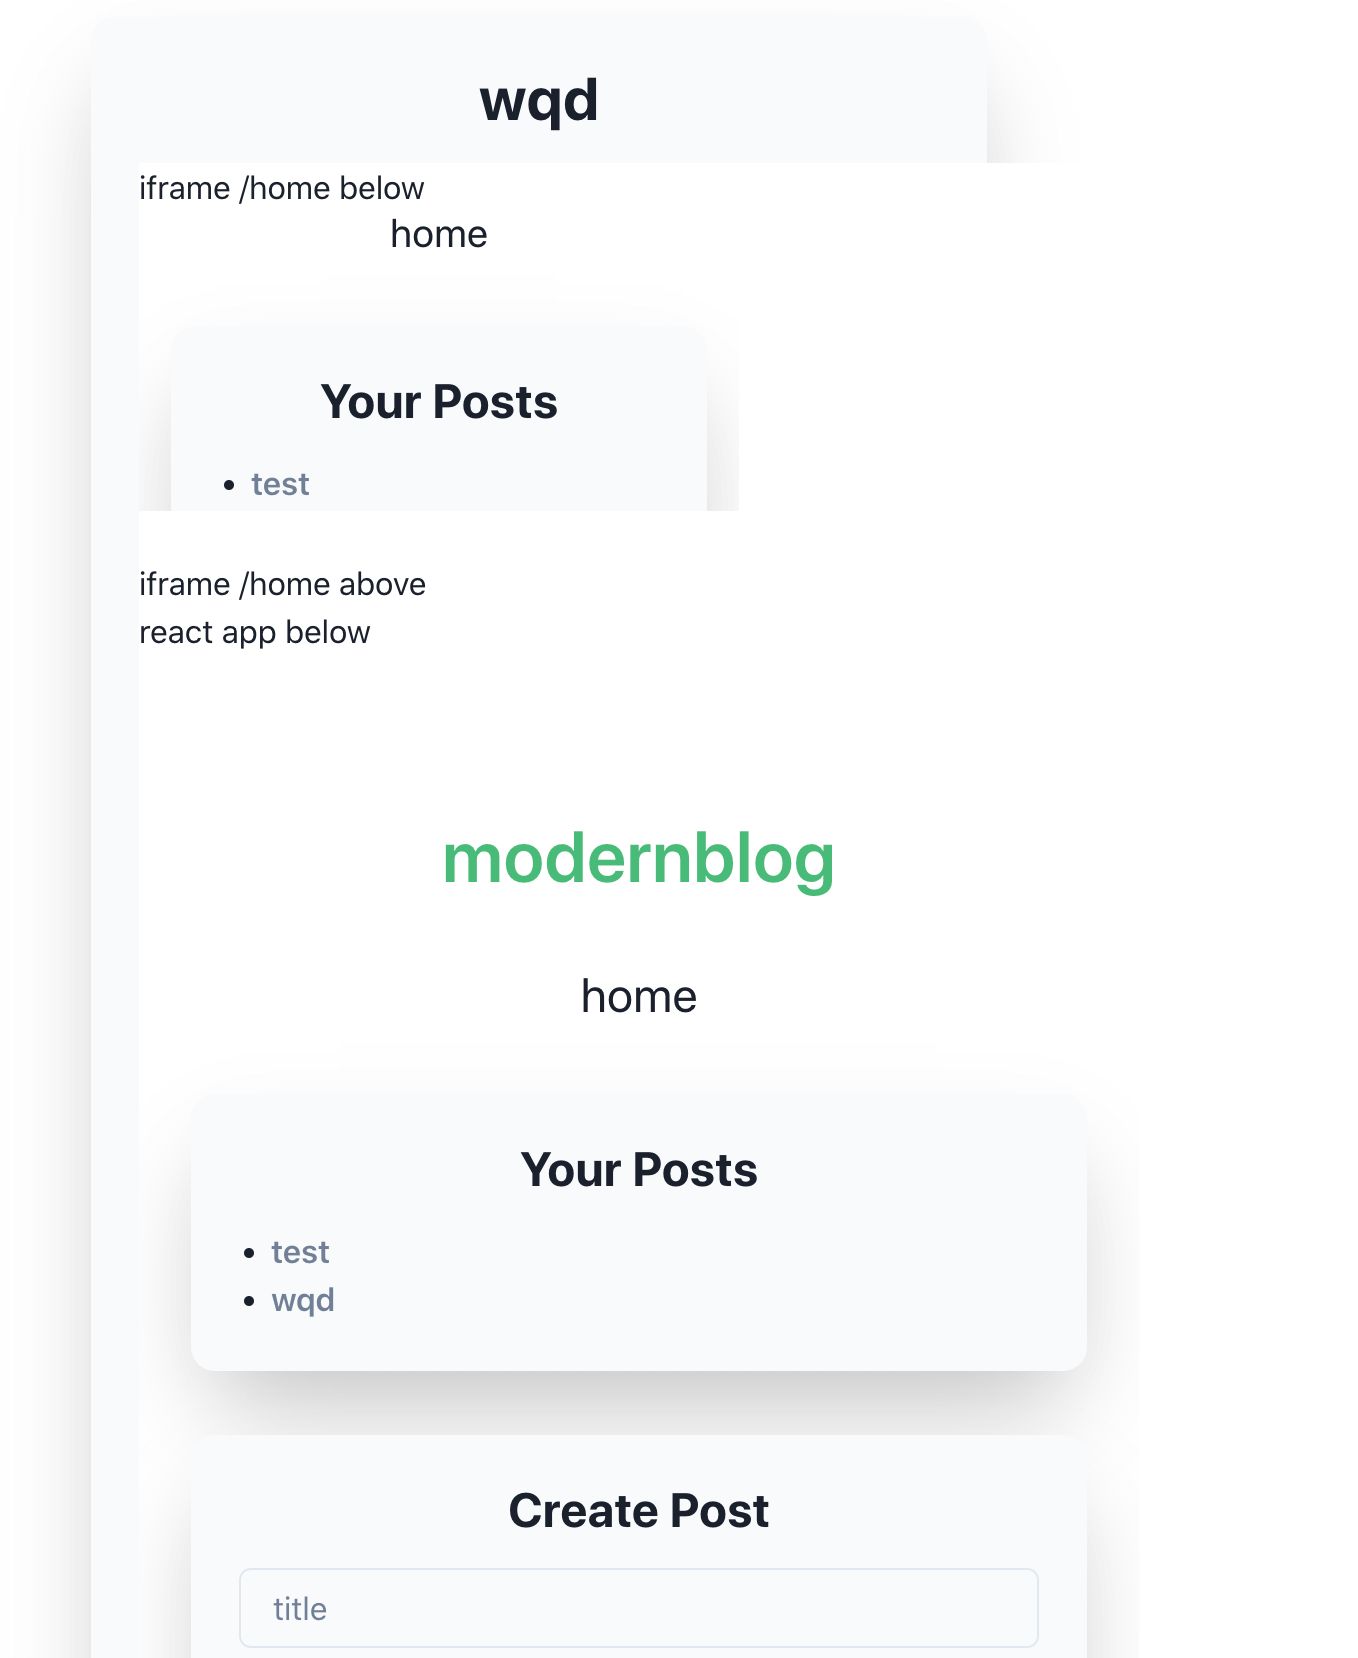 wqd
iframe /home below
home
Your Posts
test
iframe /home above
react app below
modernblog
home
Your Posts
test
wqd
Create Post
title